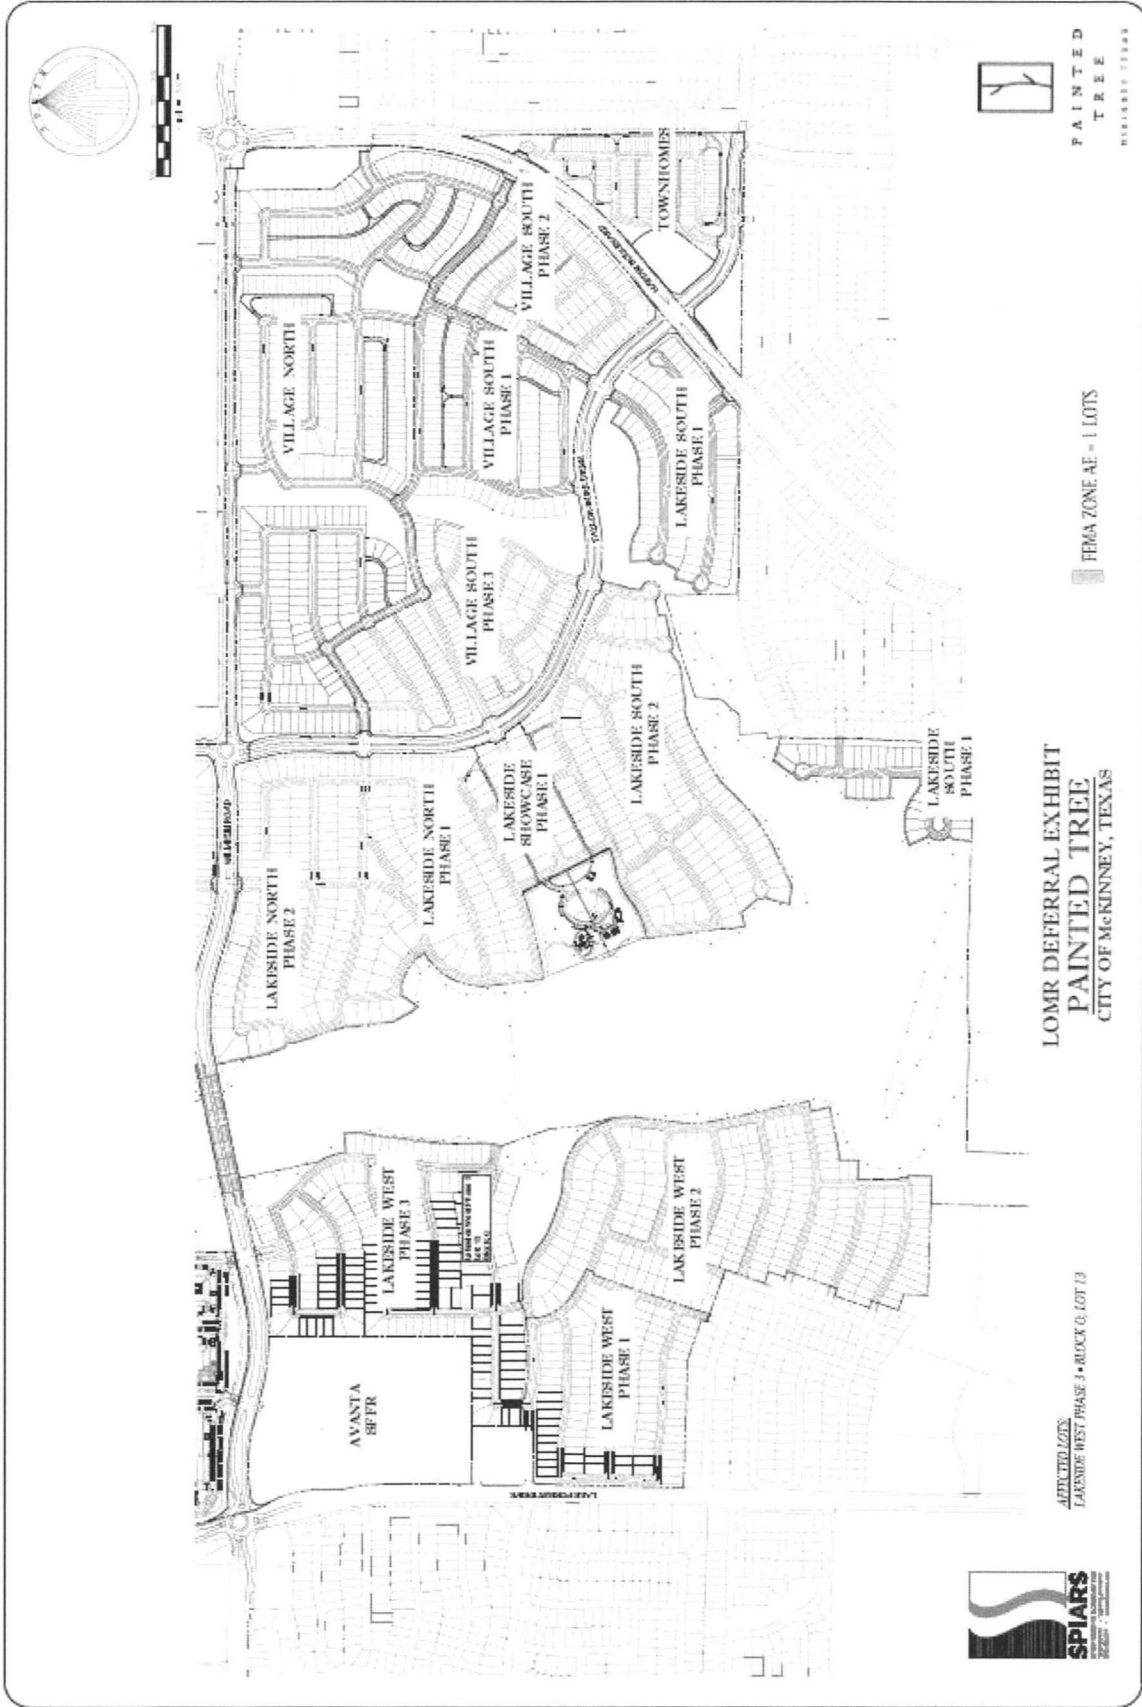 NORTH
PAINTED
TREE
McKINNEY TEXAS
VILLAGE NORTH
VILLAGE SOUTH
PHASE 2
TOWNHOMES
VILLAGE SOUTH
PHASE 1
LAKESIDE SOUTH
PHASE 1
VILLAGE SOUTH
PHASE 3
LAKESIDE NORTH
PHASE 2
LAKESIDE NORTH
PHASE 1
LAKESIDE
SHOWCASE
PHASE 1
LAKESIDE SOUTH
PHASE 2
LAKESIDE
SOUTH
PHASE 1
LAKESIDE WEST
PHASE 3
LAKESIDE WEST
PHASE 2
LAKESIDE WEST
PHASE 1
AVANTA
SFFR
FEMA ZONE AE = 1 LOTS
LOMR DEFERRAL EXHIBIT
PAINTED TREE
CITY OF McKINNEY, TEXAS
AFFECTED LOTS:
LAKESIDE WEST PHASE 3 • BLOCK O, LOT 13
SPIARS